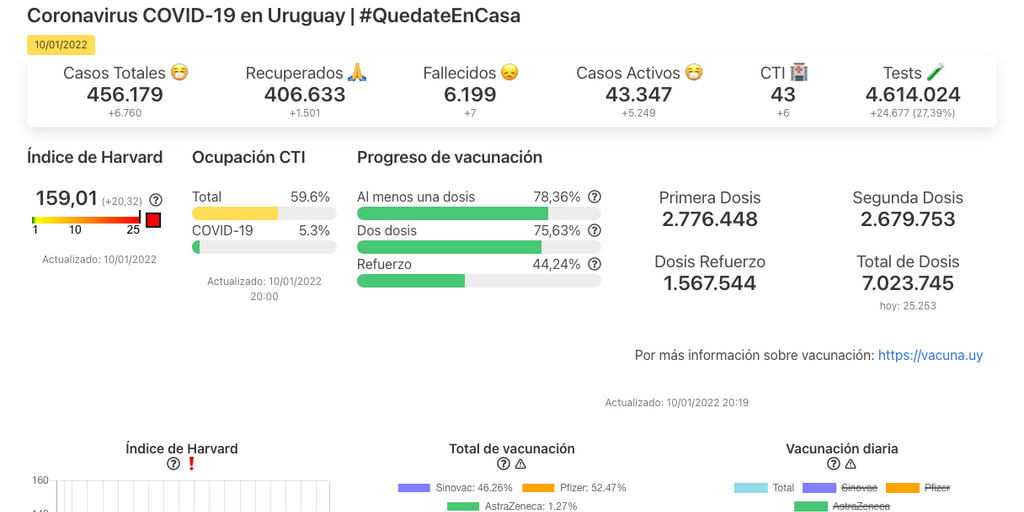 Coronavirus COVID-19 en Uruguay | #QuedateEnCasa
10/01/2022
Casos Totales 😷 Recuperados 🙏 Fallecidos 😞 Casos Activos 😷 CTI 🏥 Tests 🧪
456.179 406.633 6.199 43.347 43 4.614.024
+6.760 +1.501 +7 +5.249 +6 +24.677 (27,39%)
Índice de Harvard Ocupación CTI Progreso de vacunación
159,01 (+20,32)
1 10 25
Actualizado: 10/01/2022
Total 59.6%
COVID-19 5.3%
Actualizado: 10/01/2022
20:00
Al menos una dosis 78,36%
Dos dosis 75,63%
Refuerzo 44,24%
Primera Dosis Segunda Dosis
2.776.448 2.679.753
Dosis Refuerzo Total de Dosis
1.567.544 7.023.745
hoy: 25.253
Por más información sobre vacunación: https://vacuna.uy
Actualizado: 10/01/2022 20:19
Índice de Harvard
❗
160
Total de vacunación
Sinovac: 46.26% Pfizer: 52.47%
AstraZeneca: 1.27%
Vacunación diaria
Total Sinovac Pfizer
AstraZeneca